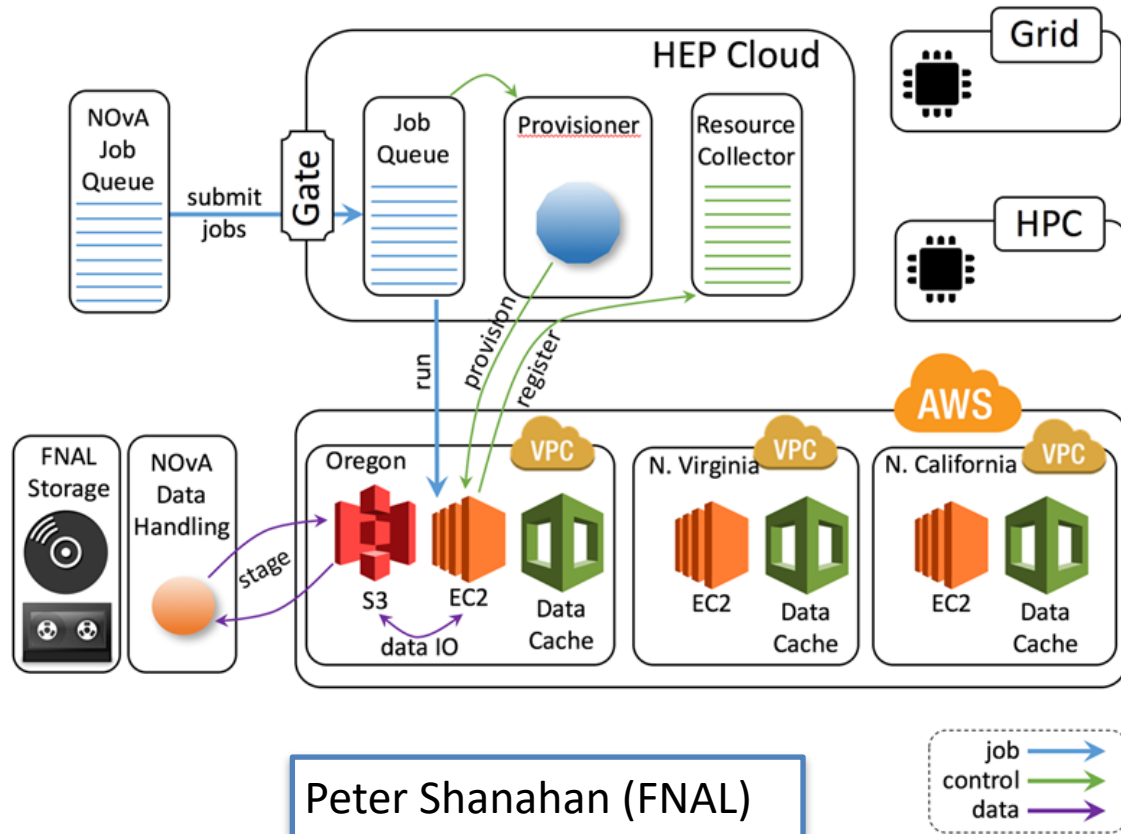 HEP Cloud
Grid
NOvA
Job
Queue
submit
jobs
Gate
Job
Queue
Provisioner
Resource
Collector
HPC
run
provision
register
AWS
FNAL
Storage
NOvA
Data
Handling
stage
Oregon
VPC
S3
EC2
Data
Cache
data IO
N. Virginia
VPC
EC2
Data
Cache
N. California
VPC
EC2
Data
Cache
job
control
data
Peter Shanahan (FNAL)